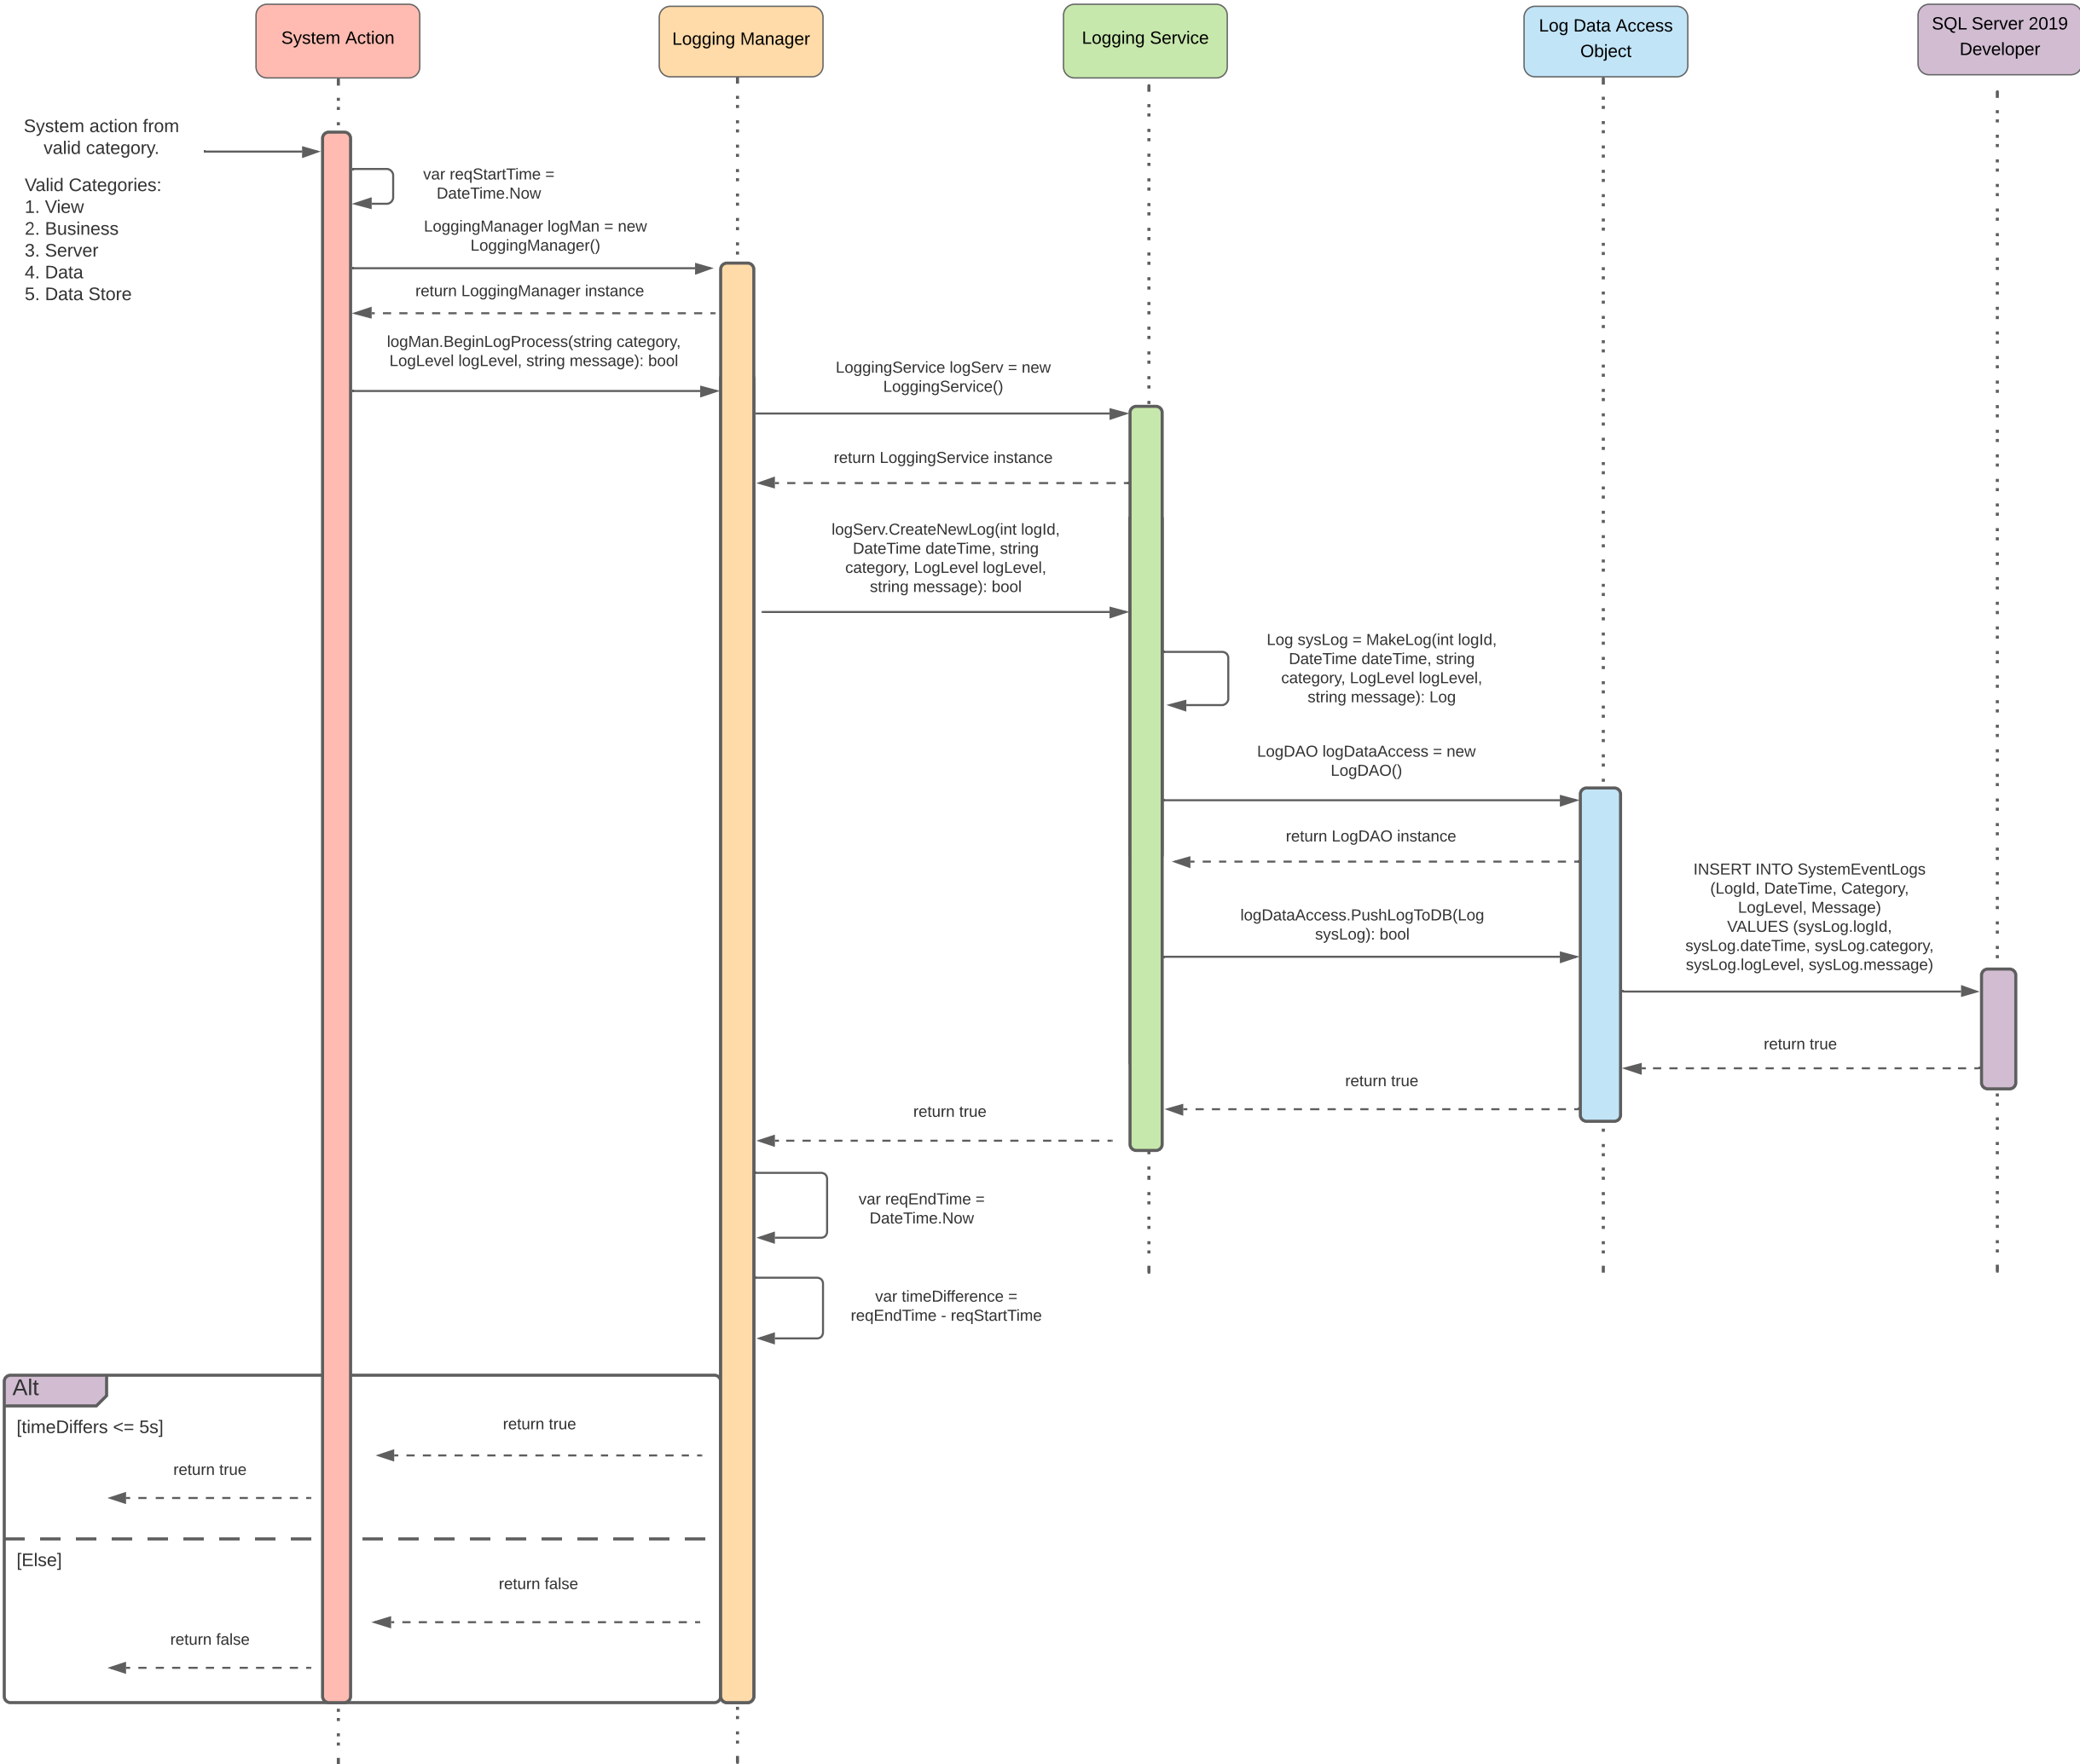 System Action
Logging Manager
Logging Service
Log Data Access
Object
SQL Server 2019
Developer
System action from
valid category.
Valid Categories:
1. View
2. Business
3. Server
4. Data
5. Data Store
var reqStartTime =
DateTime.Now
LoggingManager logMan = new
LoggingManager()
return LoggingManager instance
logMan.BeginLogProcess(string category,
LogLevel logLevel, string message): bool
LoggingService logServ = new
LoggingService()
return LoggingService instance
logServ.CreateNewLog(int logId,
DateTime dateTime, string
category, LogLevel logLevel,
string message): bool
Log sysLog = MakeLog(int logId,
DateTime dateTime, string
category, LogLevel logLevel,
string message): Log
LogDAO logDataAccess = new
LogDAO()
return LogDAO instance
logDataAccess.PushLogToDB(Log
sysLog): bool
INSERT INTO SystemEventLogs
(LogId, DateTime, Category,
LogLevel, Message)
VALUES (sysLog.logId,
sysLog.dateTime, sysLog.category,
sysLog.logLevel, sysLog.message)
return true
return true
return true
var reqEndTime =
DateTime.Now
var timeDifference =
reqEndTime - reqStartTime
Alt
[timeDiffers <= 5s]
return true
return true
[Else]
return false
return false